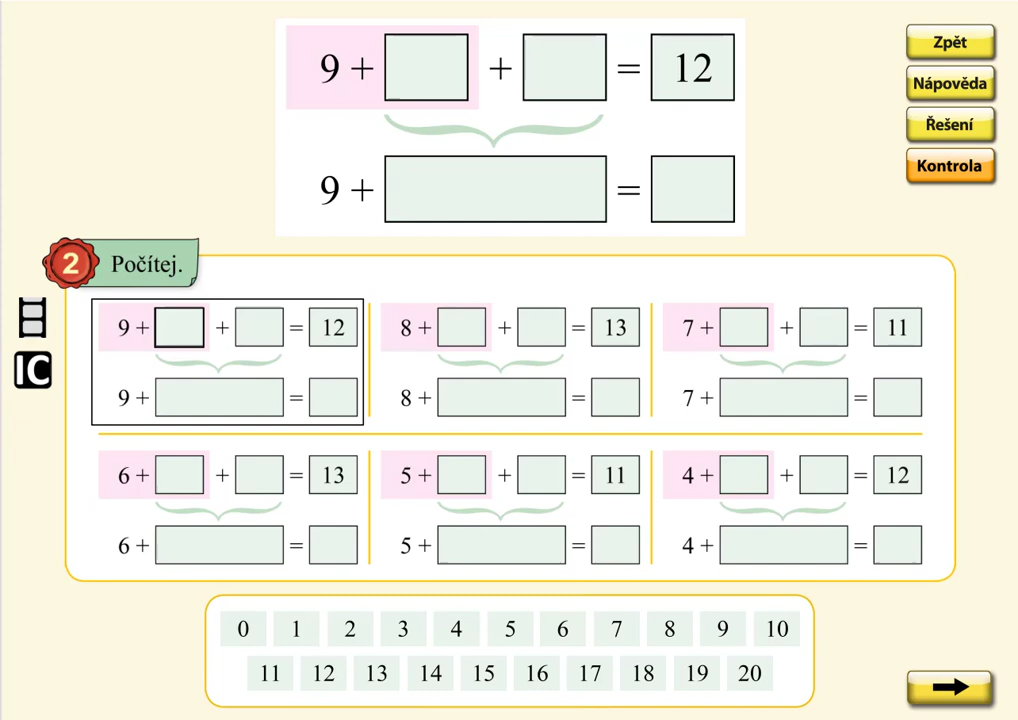 9 + + = 12
9 + =
Zpět
Nápověda
Řešení
Kontrola
2 Počítej.
9 + + = 12
8 + + = 13
7 + + = 11
9 + =
8 + =
7 + =
6 + + = 13
5 + + = 11
4 + + = 12
6 + =
5 + =
4 + =
IC
0 1 2 3 4 5 6 7 8 9 10
11 12 13 14 15 16 17 18 19 20